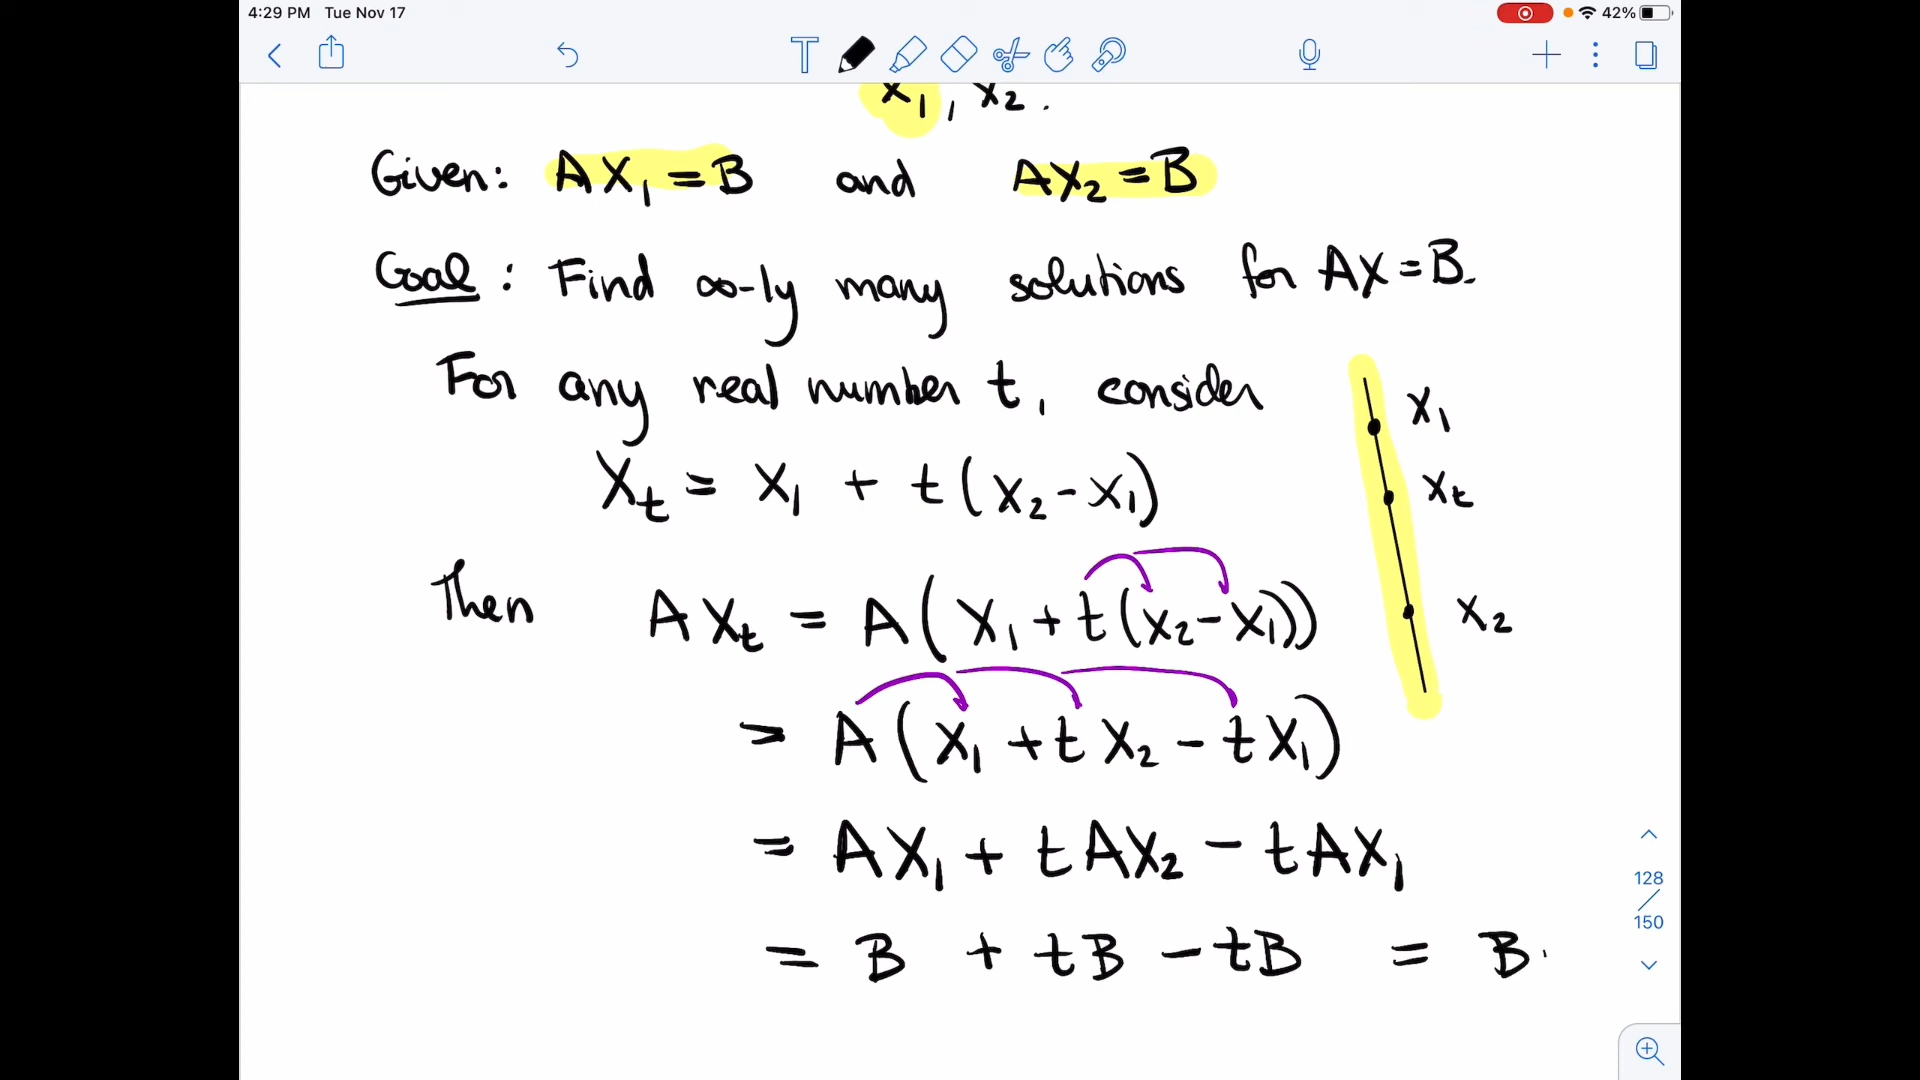 4:29 PM Tue Nov 17 42%
X₁, X₂.
Given: AX₁ = B and AX₂ = B
Goal: Find ∞-ly many solutions for AX = B.
For any real number t, consider
X₁
Xₜ = X₁ + t(X₂ - X₁)
Xₜ
Then AXₜ = A(X₁ + t(X₂ - X₁))
X₂
= A(X₁ + tX₂ - tX₁)
= AX₁ + tAX₂ - tAX₁
= B + tB - tB = B.
128
/
150